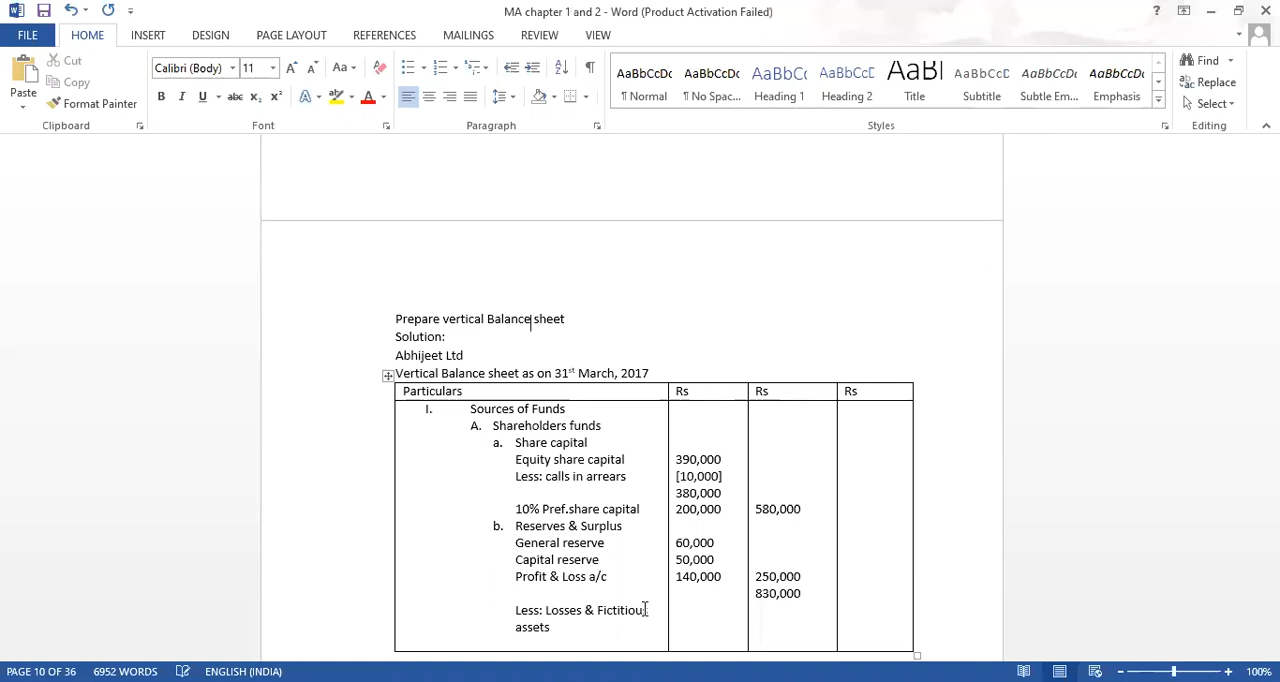 MA chapter 1 and 2 - Word (Product Activation Failed)
FILE HOME INSERT DESIGN PAGE LAYOUT REFERENCES MAILINGS REVIEW VIEW
Paste
Cut
Copy
Format Painter
Clipboard
Calibri (Body) 11
Font
Paragraph
AaBbCcDc AaBbCcDc AaBbC( AaBbCcD AaBl AaBbCcD AaBbCcDc AaBbCcDc
¶ Normal ¶ No Spac... Heading 1 Heading 2 Title Subtitle Subtle Em... Emphasis
Styles
Find
Replace
Select
Editing
Prepare vertical Balance sheet
Solution:
Abhijeet Ltd
Vertical Balance sheet as on 31st March, 2017
Particulars Rs Rs Rs
I. Sources of Funds
A. Shareholders funds
a. Share capital
Equity share capital 390,000
Less: calls in arrears [10,000]
380,000
10% Pref.share capital 200,000 580,000
b. Reserves & Surplus
General reserve 60,000
Capital reserve 50,000
Profit & Loss a/c 140,000 250,000
830,000
Less: Losses & Fictitiou
assets
PAGE 10 OF 36 6952 WORDS ENGLISH (INDIA) 100%